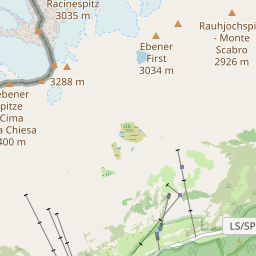 Racinespitz
3035 m
Rauhjochspi
- Monte
Scabro
2926 m
Ebener
First
3034 m
3288 m
ebener
pitze
Cima
a Chiesa
400 m
LS/SP